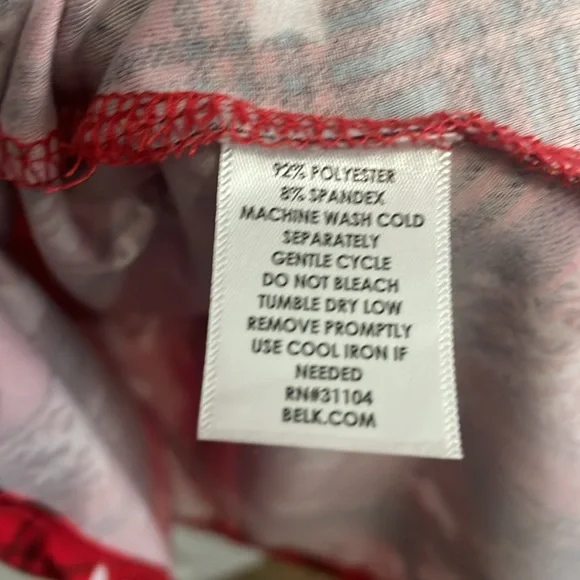 92% POLYESTER
8% SPANDEX
MACHINE WASH COLD
SEPARATELY
GENTLE CYCLE
DO NOT BLEACH
TUMBLE DRY LOW
REMOVE PROMPTLY
USE COOL IRON IF
NEEDED
RN#31104
BELK.COM